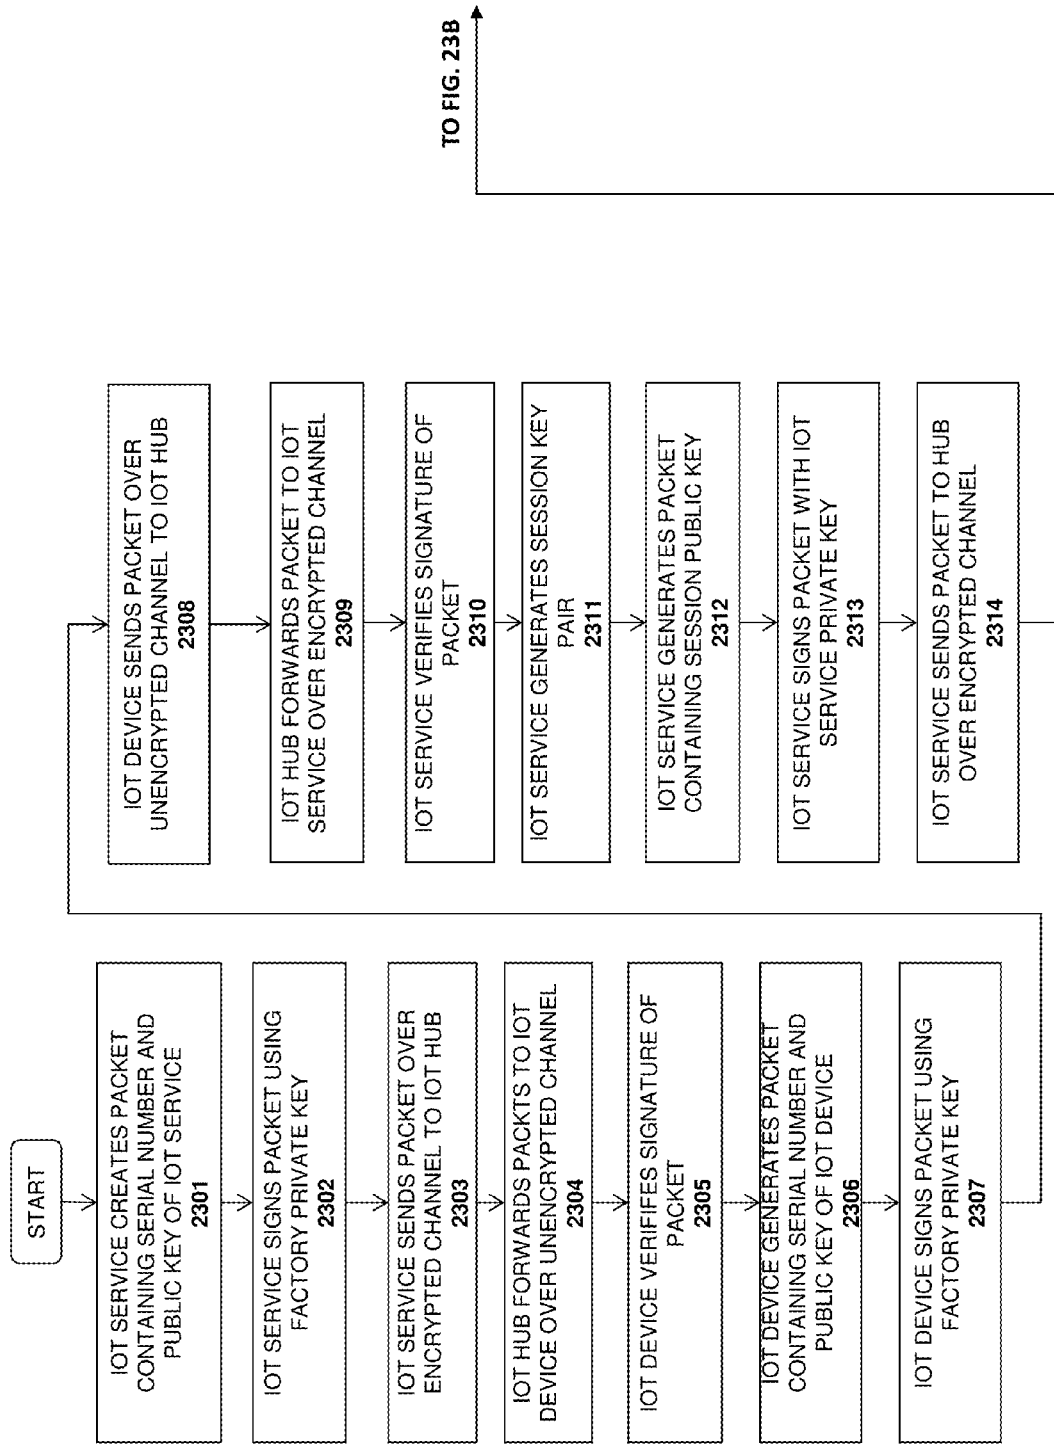 START
IOT SERVICE CREATES PACKET
CONTAINING SERIAL NUMBER AND
PUBLIC KEY OF IOT SERVICE
2301
IOT SERVICE SIGNS PACKET USING
FACTORY PRIVATE KEY
2302
IOT SERVICE SENDS PACKET OVER
ENCRYPTED CHANNEL TO IOT HUB
2303
IOT HUB FORWARDS PACKTS TO IOT
DEVICE OVER UNENCRYPTED CHANNEL
2304
IOT DEVICE VERIFIFES SIGNATURE OF
PACKET
2305
IOT DEVICE GENERATES PACKET
CONTAINING SERIAL NUMBER AND
PUBLIC KEY OF IOT DEVICE
2306
IOT DEVICE SIGNS PACKET USING
FACTORY PRIVATE KEY
2307
IOT DEVICE SENDS PACKET OVER
UNENCRYPTED CHANNEL TO IOT HUB
2308
IOT HUB FORWARDS PACKET TO IOT
SERVICE OVER ENCRYPTED CHANNEL
2309
IOT SERVICE VERIFIES SIGNATURE OF
PACKET
2310
IOT SERVICE GENERATES SESSION KEY
PAIR
2311
IOT SERVICE GENERATES PACKET
CONTAINING SESSION PUBLIC KEY
2312
IOT SERVICE SIGNS PACKET WITH IOT
SERVICE PRIVATE KEY
2313
IOT SERVICE SENDS PACKET TO HUB
OVER ENCRYPTED CHANNEL
2314
TO FIG. 23B